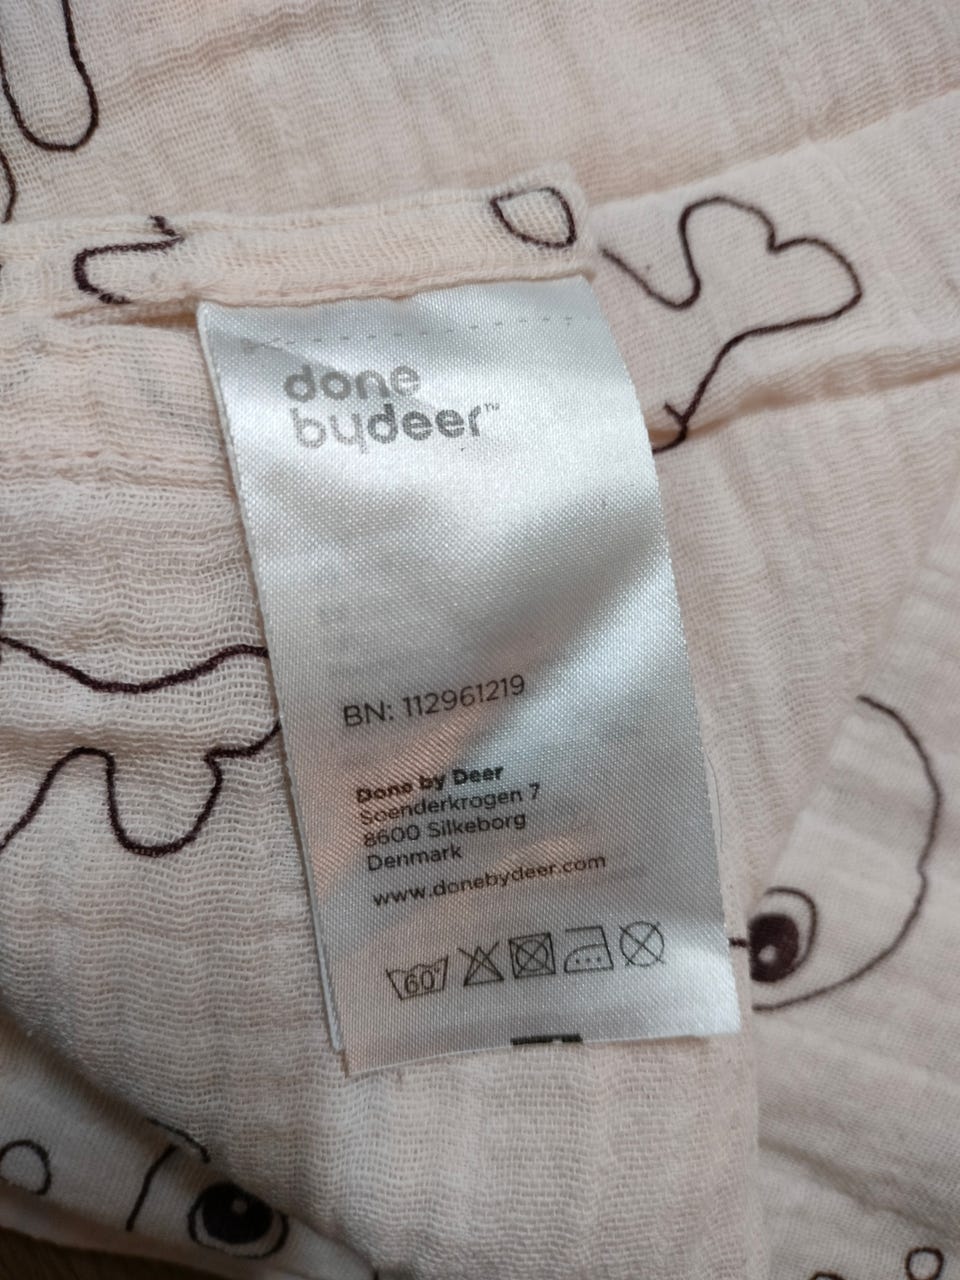 done
bydeer™
BN: 112961219
Done by Deer
Soenderkrogen 7
8600 Silkeborg
Denmark
www.donebydeer.com
60°